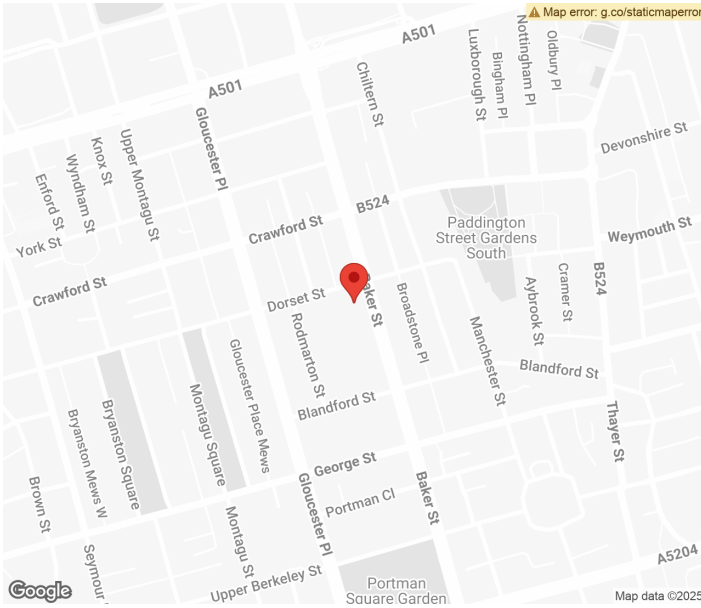 Map error: g.co/staticmaperror
A501
A501
Chiltern St
Luxborough St
Bingham Pl
Nottingham Pl
Oldbury Pl
Devonshire St
Gloucester Pl
Upper Montagu St
Knox St
Wyndham St
Enford St
York St
Crawford St
B524
Paddington
Street Gardens
South
Weymouth St
B524
Crawford St
Dorset St
Baker St
Broadstone Pl
Manchester St
Aybrook St
Cramer St
Rodmarton St
Gloucester Place Mews
Montagu Square
Bryanston Square
Bryanston Mews W
Blandford St
Blandford St
Thayer St
Brown St
George St
Gloucester Pl
Portman Cl
Baker St
Montagu St
Seymour
Upper Berkeley St
Portman
Square Garden
A5204
Google
Map data ©2025